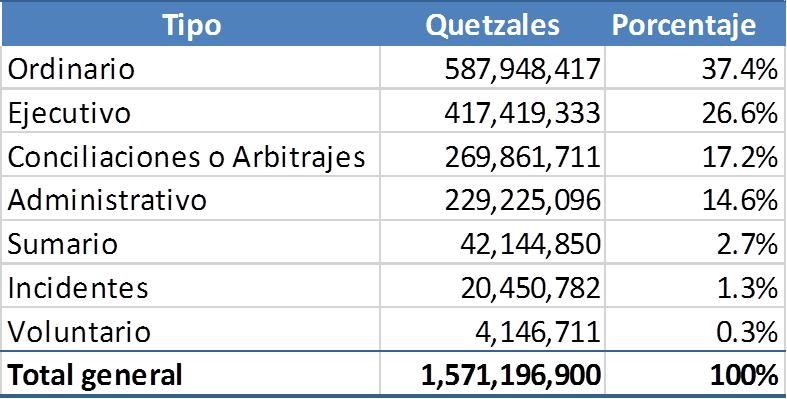 Tipo Quetzales Porcentaje
Ordinario 587,948,417 37.4%
Ejecutivo 417,419,333 26.6%
Conciliaciones o Arbitrajes 269,861,711 17.2%
Administrativo 229,225,096 14.6%
Sumario 42,144,850 2.7%
Incidentes 20,450,782 1.3%
Voluntario 4,146,711 0.3%
Total general 1,571,196,900 100%